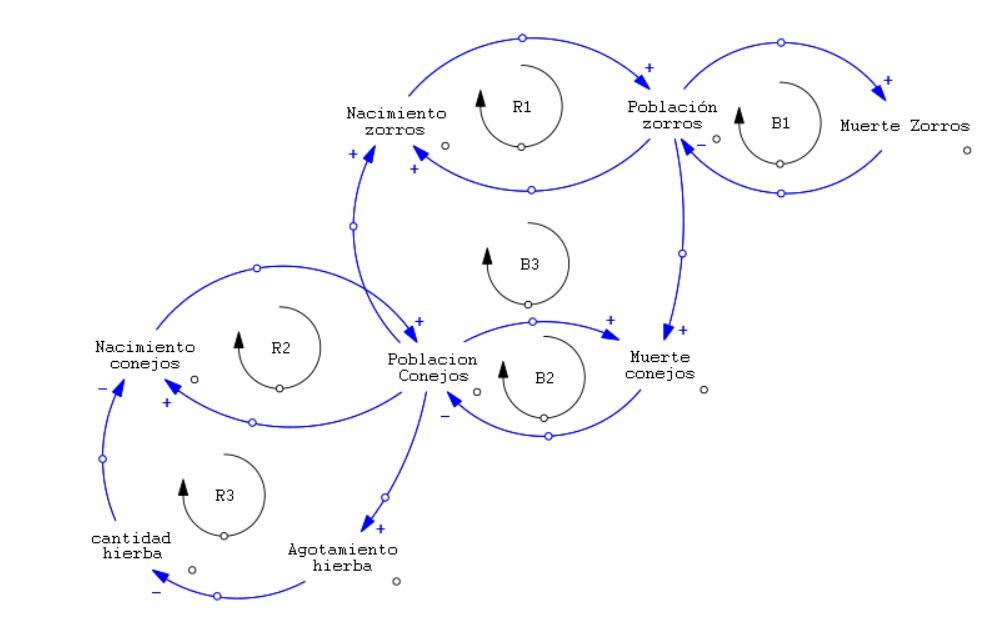 +
R1
+
Nacimiento
zorros
Población
zorros
B1
Muerte Zorros
+
+
−
B3
+
+
+
Nacimiento
conejos
R2
Poblacion
Conejos
B2
Muerte
conejos
−
+
−
R3
cantidad
hierba
+
Agotamiento
hierba
−